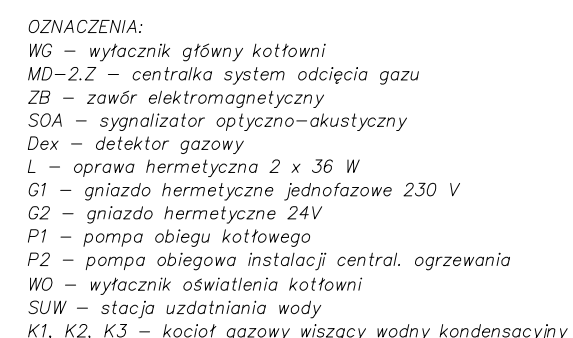 OZNACZENIA:
WG – wyłacznik główny kotłowni
MD-2.Z – centralka system odcięcia gazu
ZB – zawór elektromagnetyczny
SOA – sygnalizator optyczno-akustyczny
Dex – detektor gazowy
L – oprawa hermetyczna 2 x 36 W
G1 – gniazdo hermetyczne jednofazowe 230 V
G2 – gniazdo hermetyczne 24V
P1 – pompa obiegu kotłowego
P2 – pompa obiegowa instalacji central. ogrzewania
WO – wyłacznik oświatlenia kotłowni
SUW – stacja uzdatniania wody
K1, K2, K3 – kocioł gazowy wiszący wodny kondensacyjny